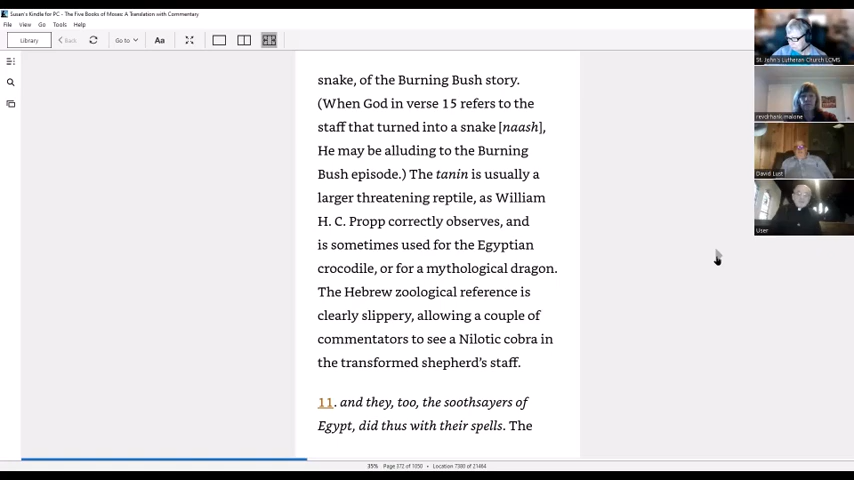 Susan's Kindle for PC - The Five Books of Moses: A Translation with Commentary
File View Go Tools Help
Library
Back
Go to
Aa
snake, of the Burning Bush story.
(When God in verse 15 refers to the
staff that turned into a snake [naash],
He may be alluding to the Burning
Bush episode.) The tanin is usually a
larger threatening reptile, as William
H. C. Propp correctly observes, and
is sometimes used for the Egyptian
crocodile, or for a mythological dragon.
The Hebrew zoological reference is
clearly slippery, allowing a couple of
commentators to see a Nilotic cobra in
the transformed shepherd's staff.
11. and they, too, the soothsayers of
Egypt, did thus with their spells. The
35% Page 372 of 1050 • Location 7380 of 21464
St. John's Lutheran Church LCMS
revdrhank malone
David Lust
User